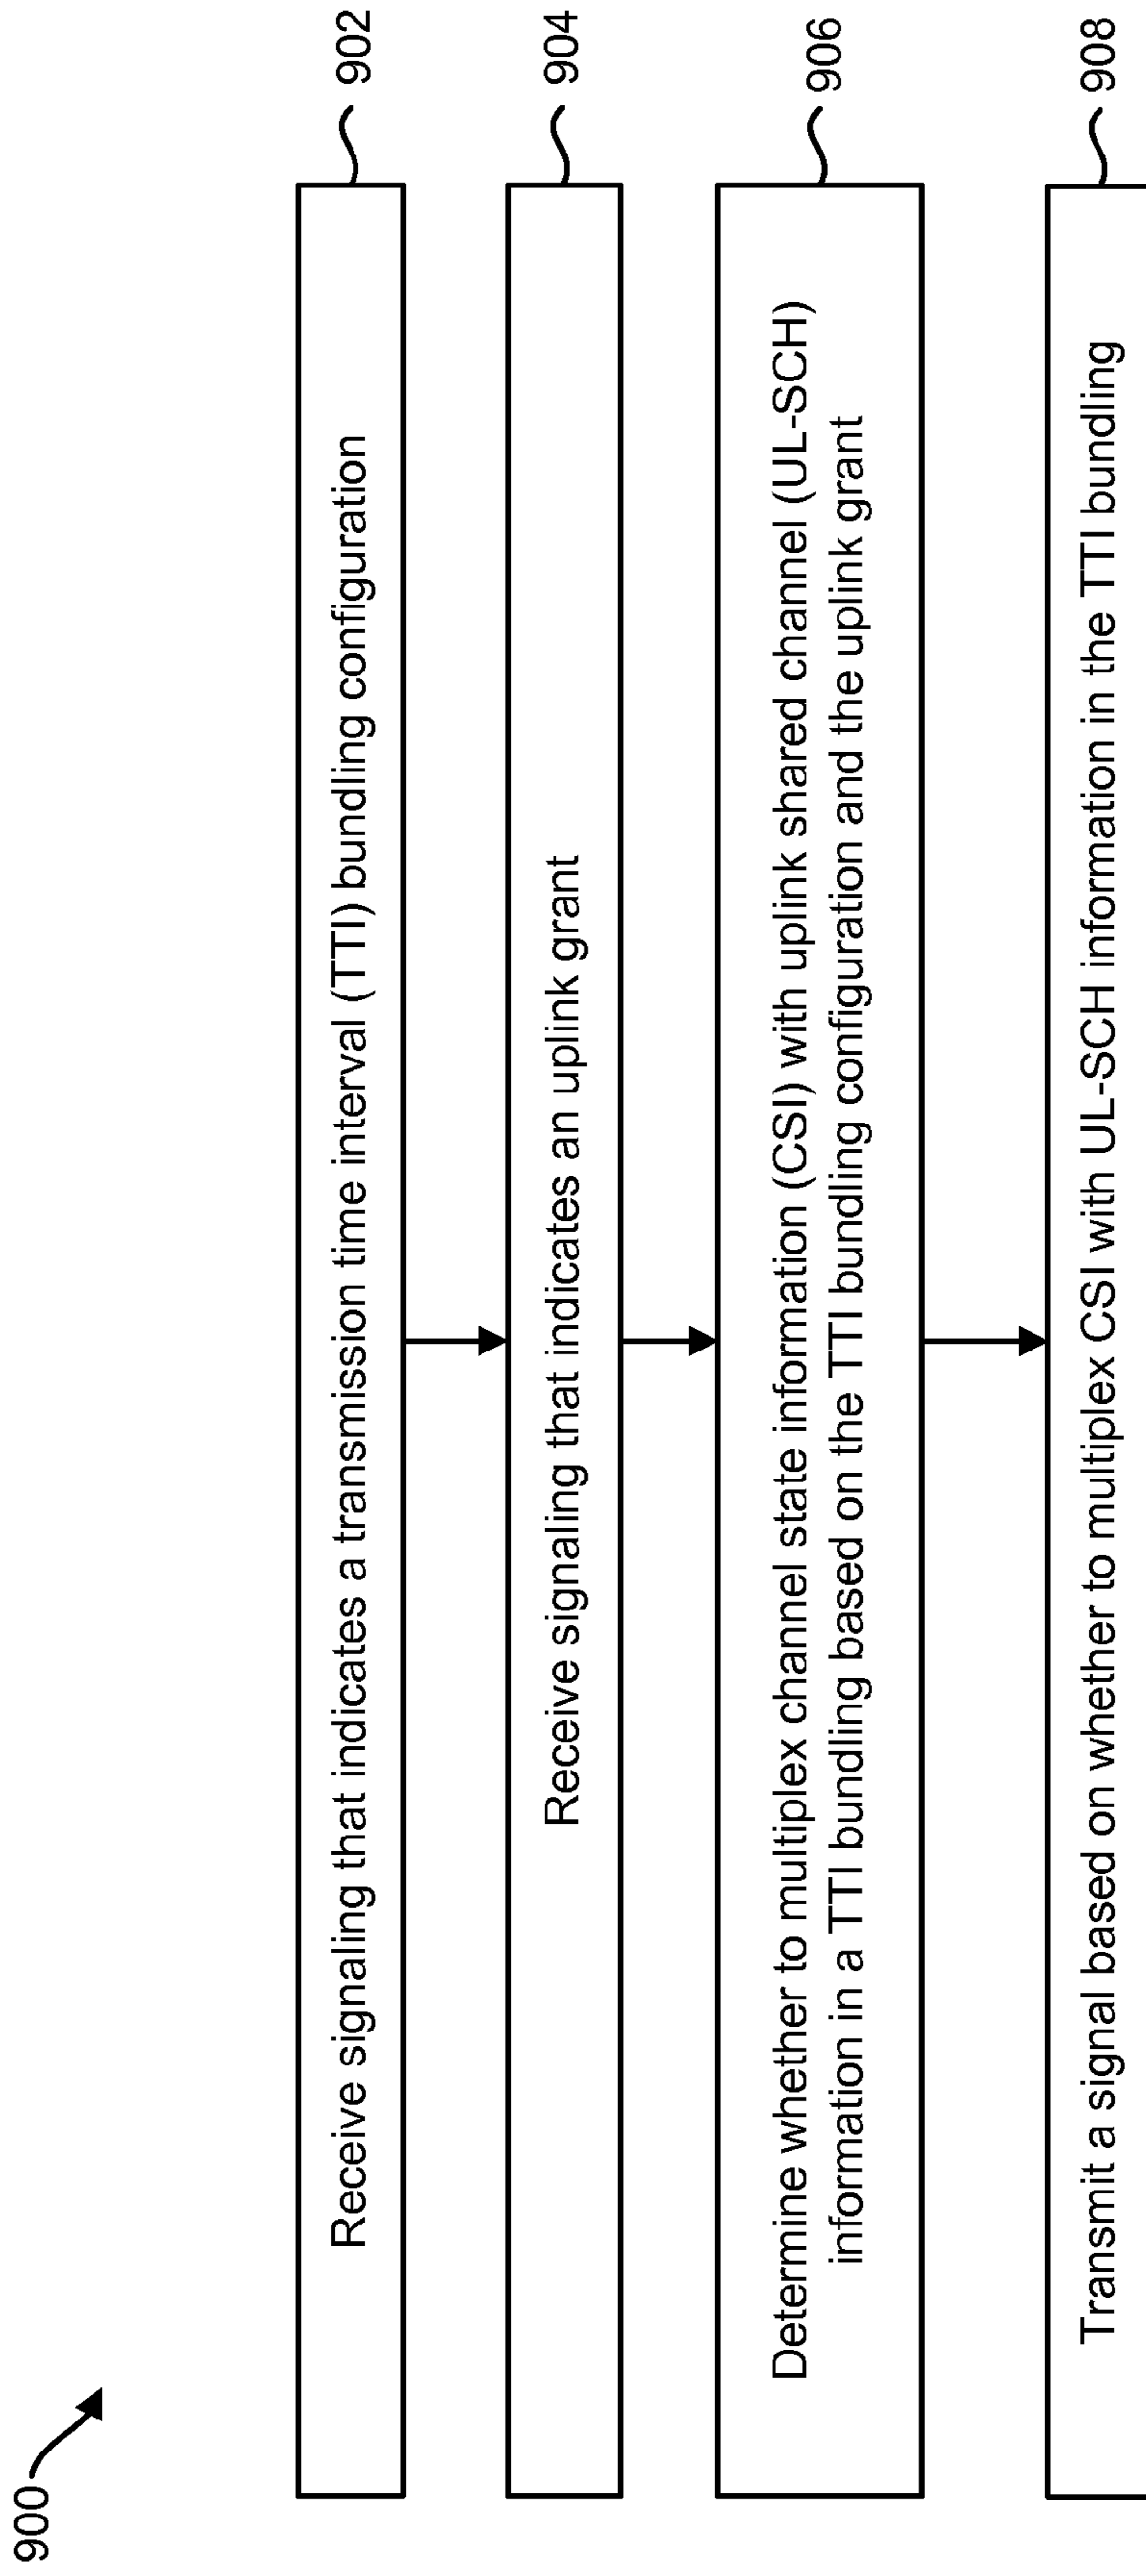 900
Receive signaling that indicates a transmission time interval (TTI) bundling configuration
902
Receive signaling that indicates an uplink grant
904
Determine whether to multiplex channel state information (CSI) with uplink shared channel (UL-SCH)
information in a TTI bundling based on the TTI bundling configuration and the uplink grant
906
Transmit a signal based on whether to multiplex CSI with UL-SCH information in the TTI bundling
908